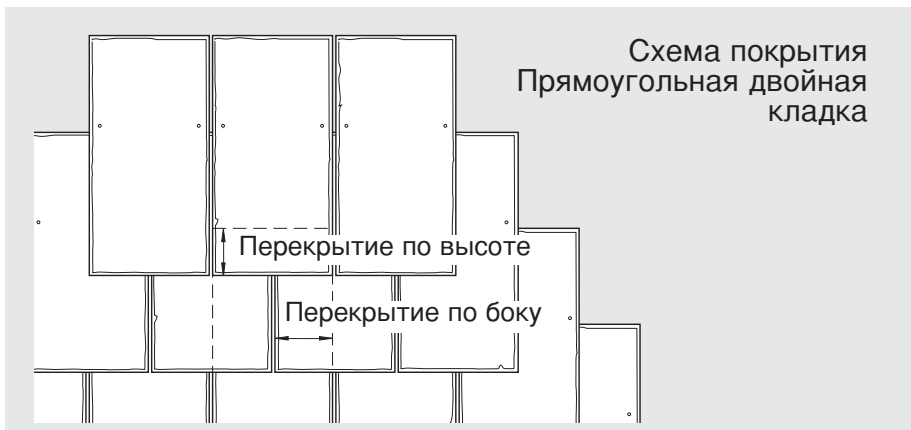 Схема покрытия
Прямоугольная двойная
кладка
Перекрытие по высоте
Перекрытие по боку